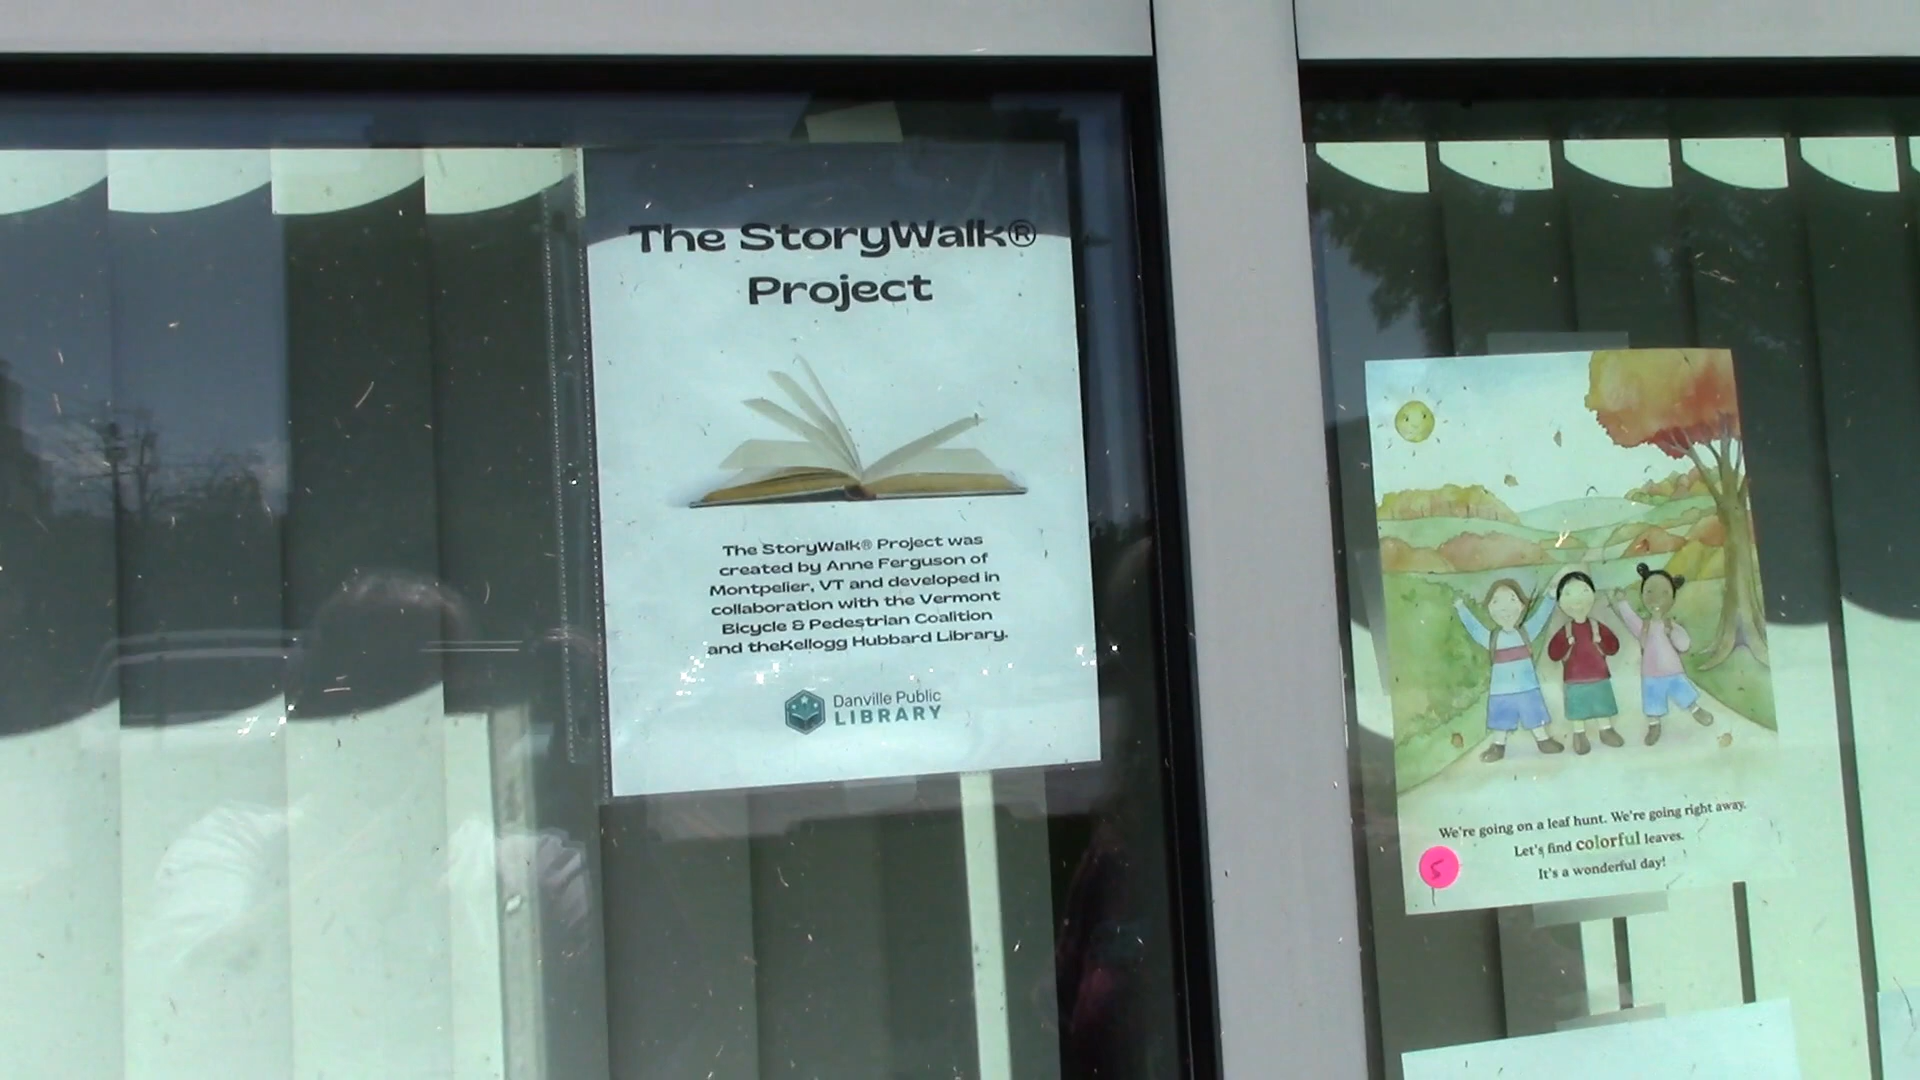 The StoryWalk®
Project
The StoryWalk® Project was
created by Anne Ferguson of
Montpelier, VT and developed in
collaboration with the Vermont
Bicycle & Pedestrian Coalition
and theKellogg Hubbard Library.
Danville Public
LIBRARY
We're going on a leaf hunt. We're going right away.
Let's find colorful leaves.
It's a wonderful day!
5